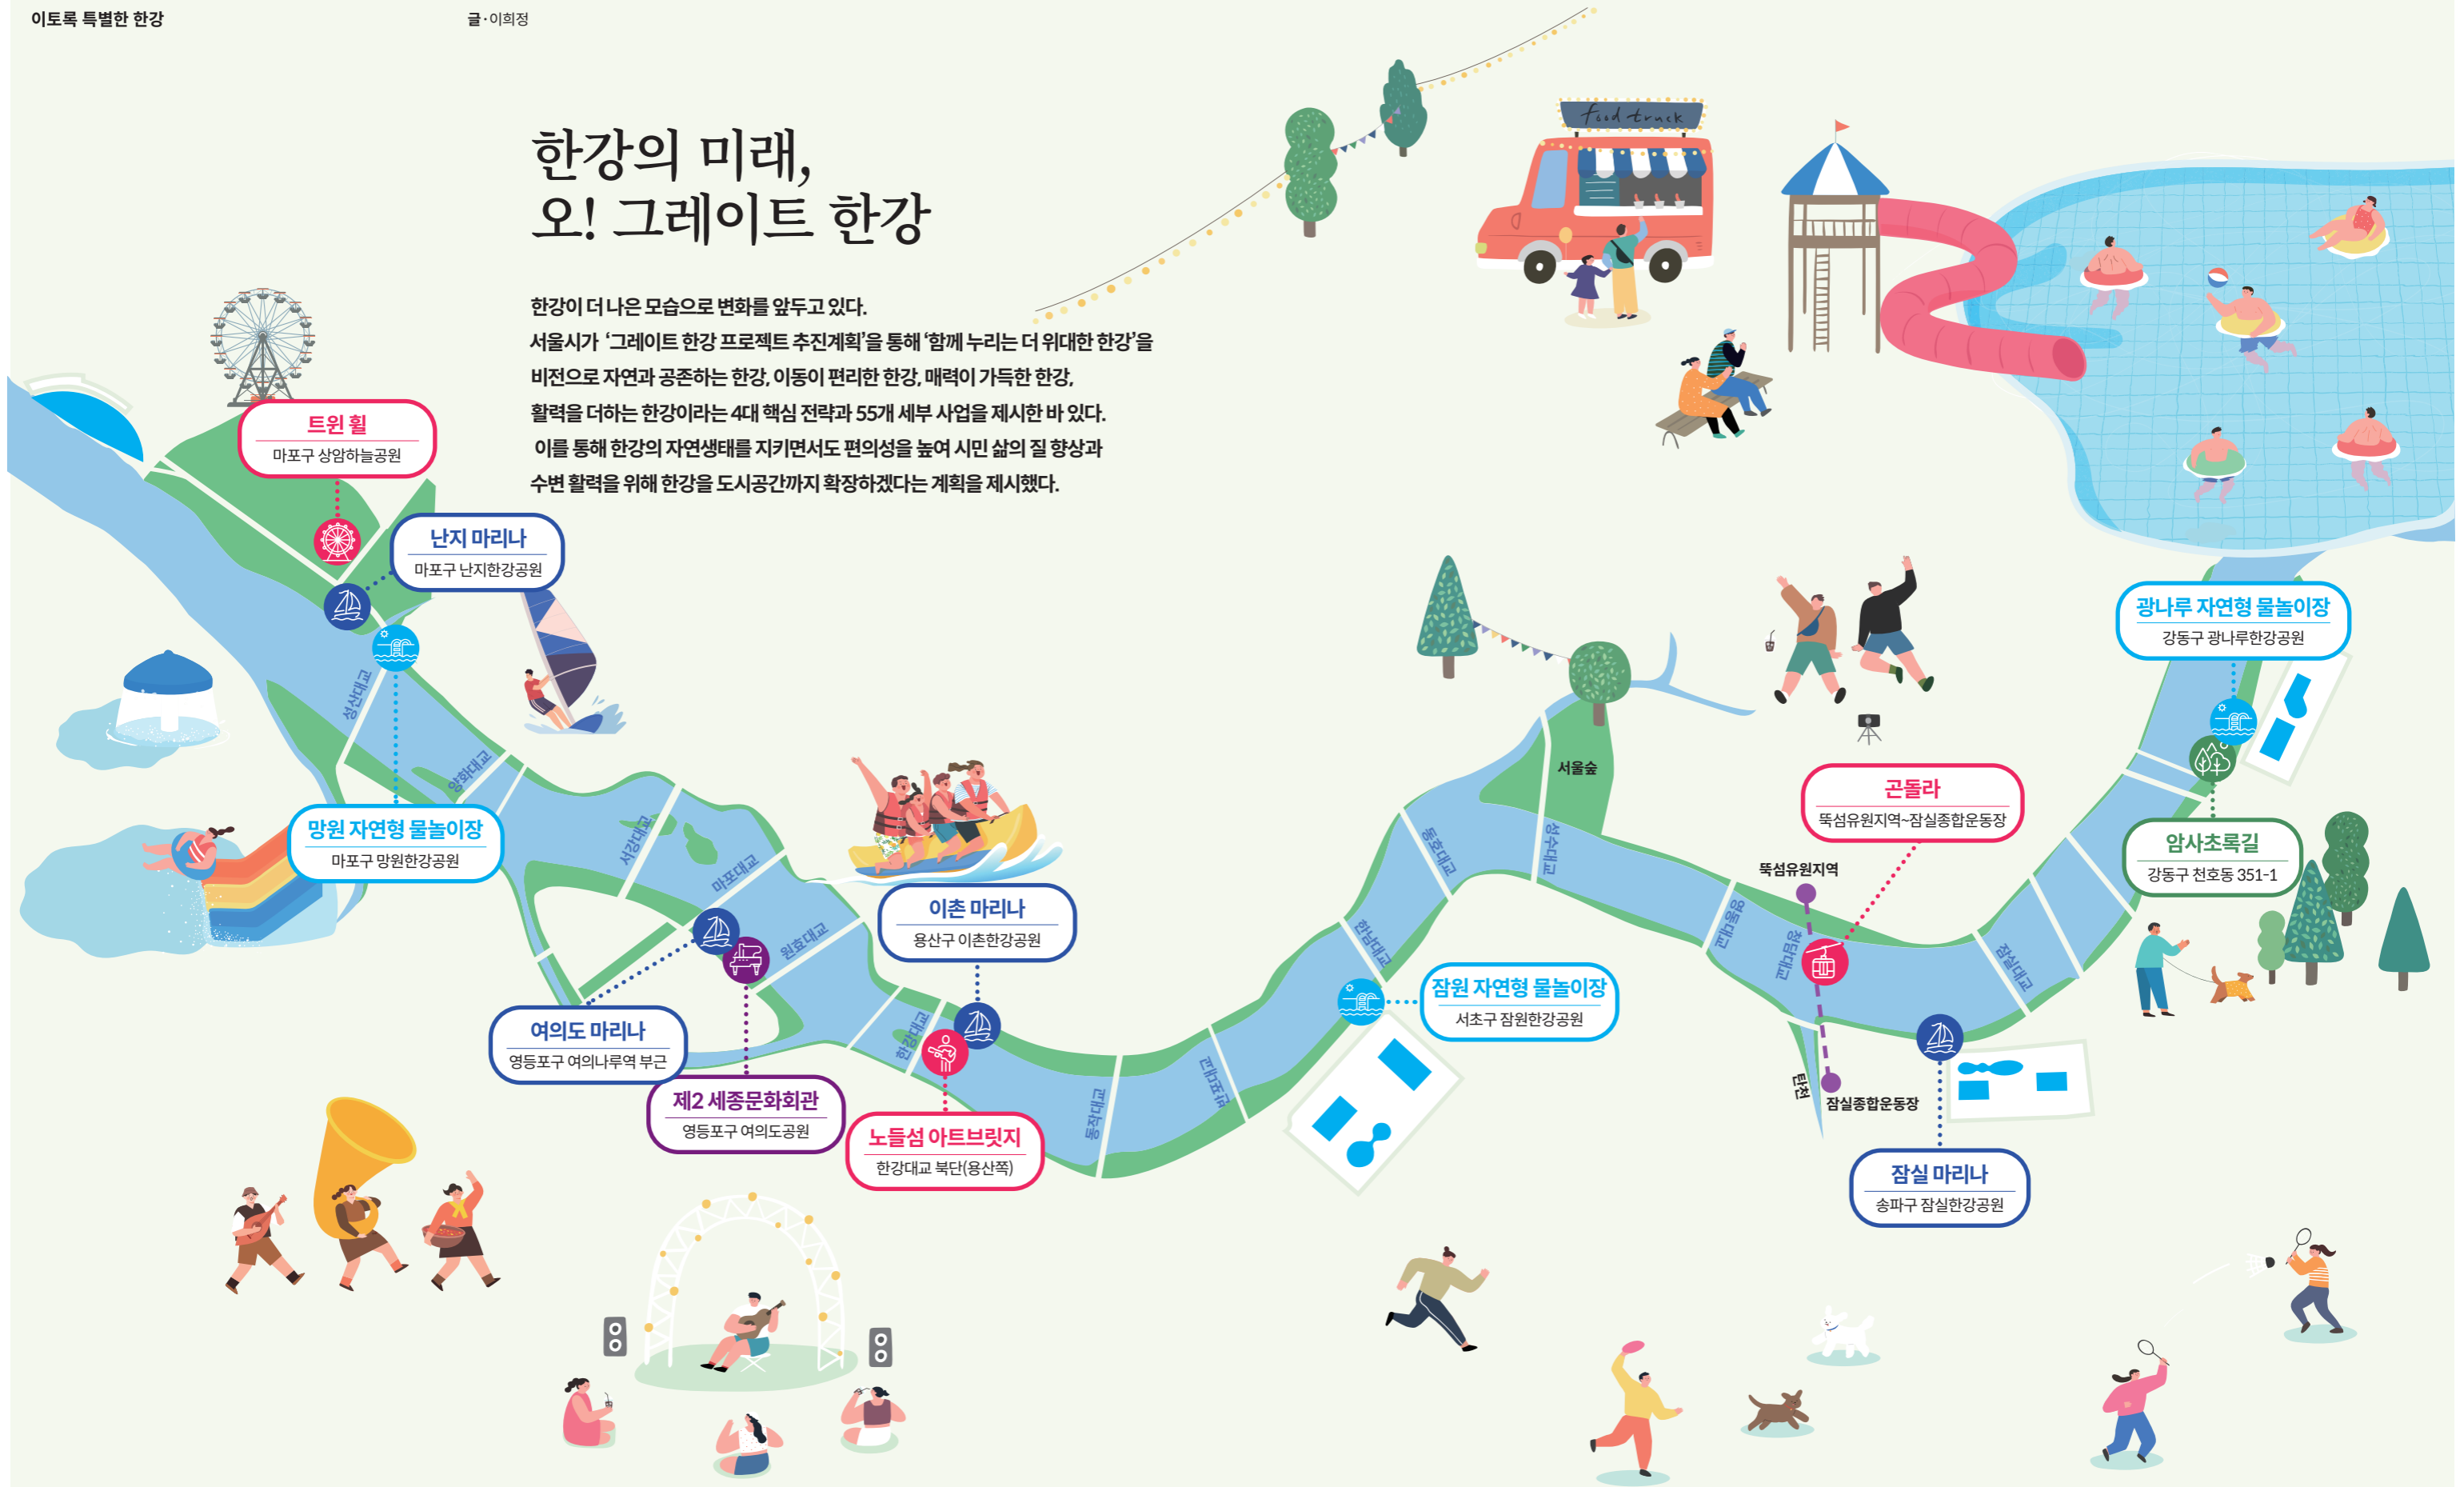 이토록 특별한 한강
글·이희정
한강의 미래,
오! 그레이트 한강
한강이 더 나은 모습으로 변화를 앞두고 있다.
서울시가 ‘그레이트 한강 프로젝트 추진계획’을 통해 ‘함께 누리는 더 위대한 한강’을
비전으로 자연과 공존하는 한강, 이동이 편리한 한강, 매력이 가득한 한강,
활력을 더하는 한강이라는 4대 핵심 전략과 55개 세부 사업을 제시한 바 있다.
이를 통해 한강의 자연생태를 지키면서도 편의성을 높여 시민 삶의 질 향상과
수변 활력을 위해 한강을 도시공간까지 확장하겠다는 계획을 제시했다.
food truck
트윈 휠
마포구 상암하늘공원
난지 마리나
마포구 난지한강공원
성산대교
양화대교
망원 자연형 물놀이장
마포구 망원한강공원
서강대교
마포대교
원효대교
여의도 마리나
영등포구 여의나루역 부근
제2 세종문화회관
영등포구 여의도공원
이촌 마리나
용산구 이촌한강공원
한강대교
노들섬 아트브릿지
한강대교 북단(용산쪽)
동작대교
반포대교
한남대교
잠원 자연형 물놀이장
서초구 잠원한강공원
동호대교
성수대교
서울숲
영동대교
뚝섬유원지역
청담대교
곤돌라
뚝섬유원지역~잠실종합운동장
탄천
잠실종합운동장
잠실 마리나
송파구 잠실한강공원
잠실대교
광나루 자연형 물놀이장
강동구 광나루한강공원
암사초록길
강동구 천호동 351-1